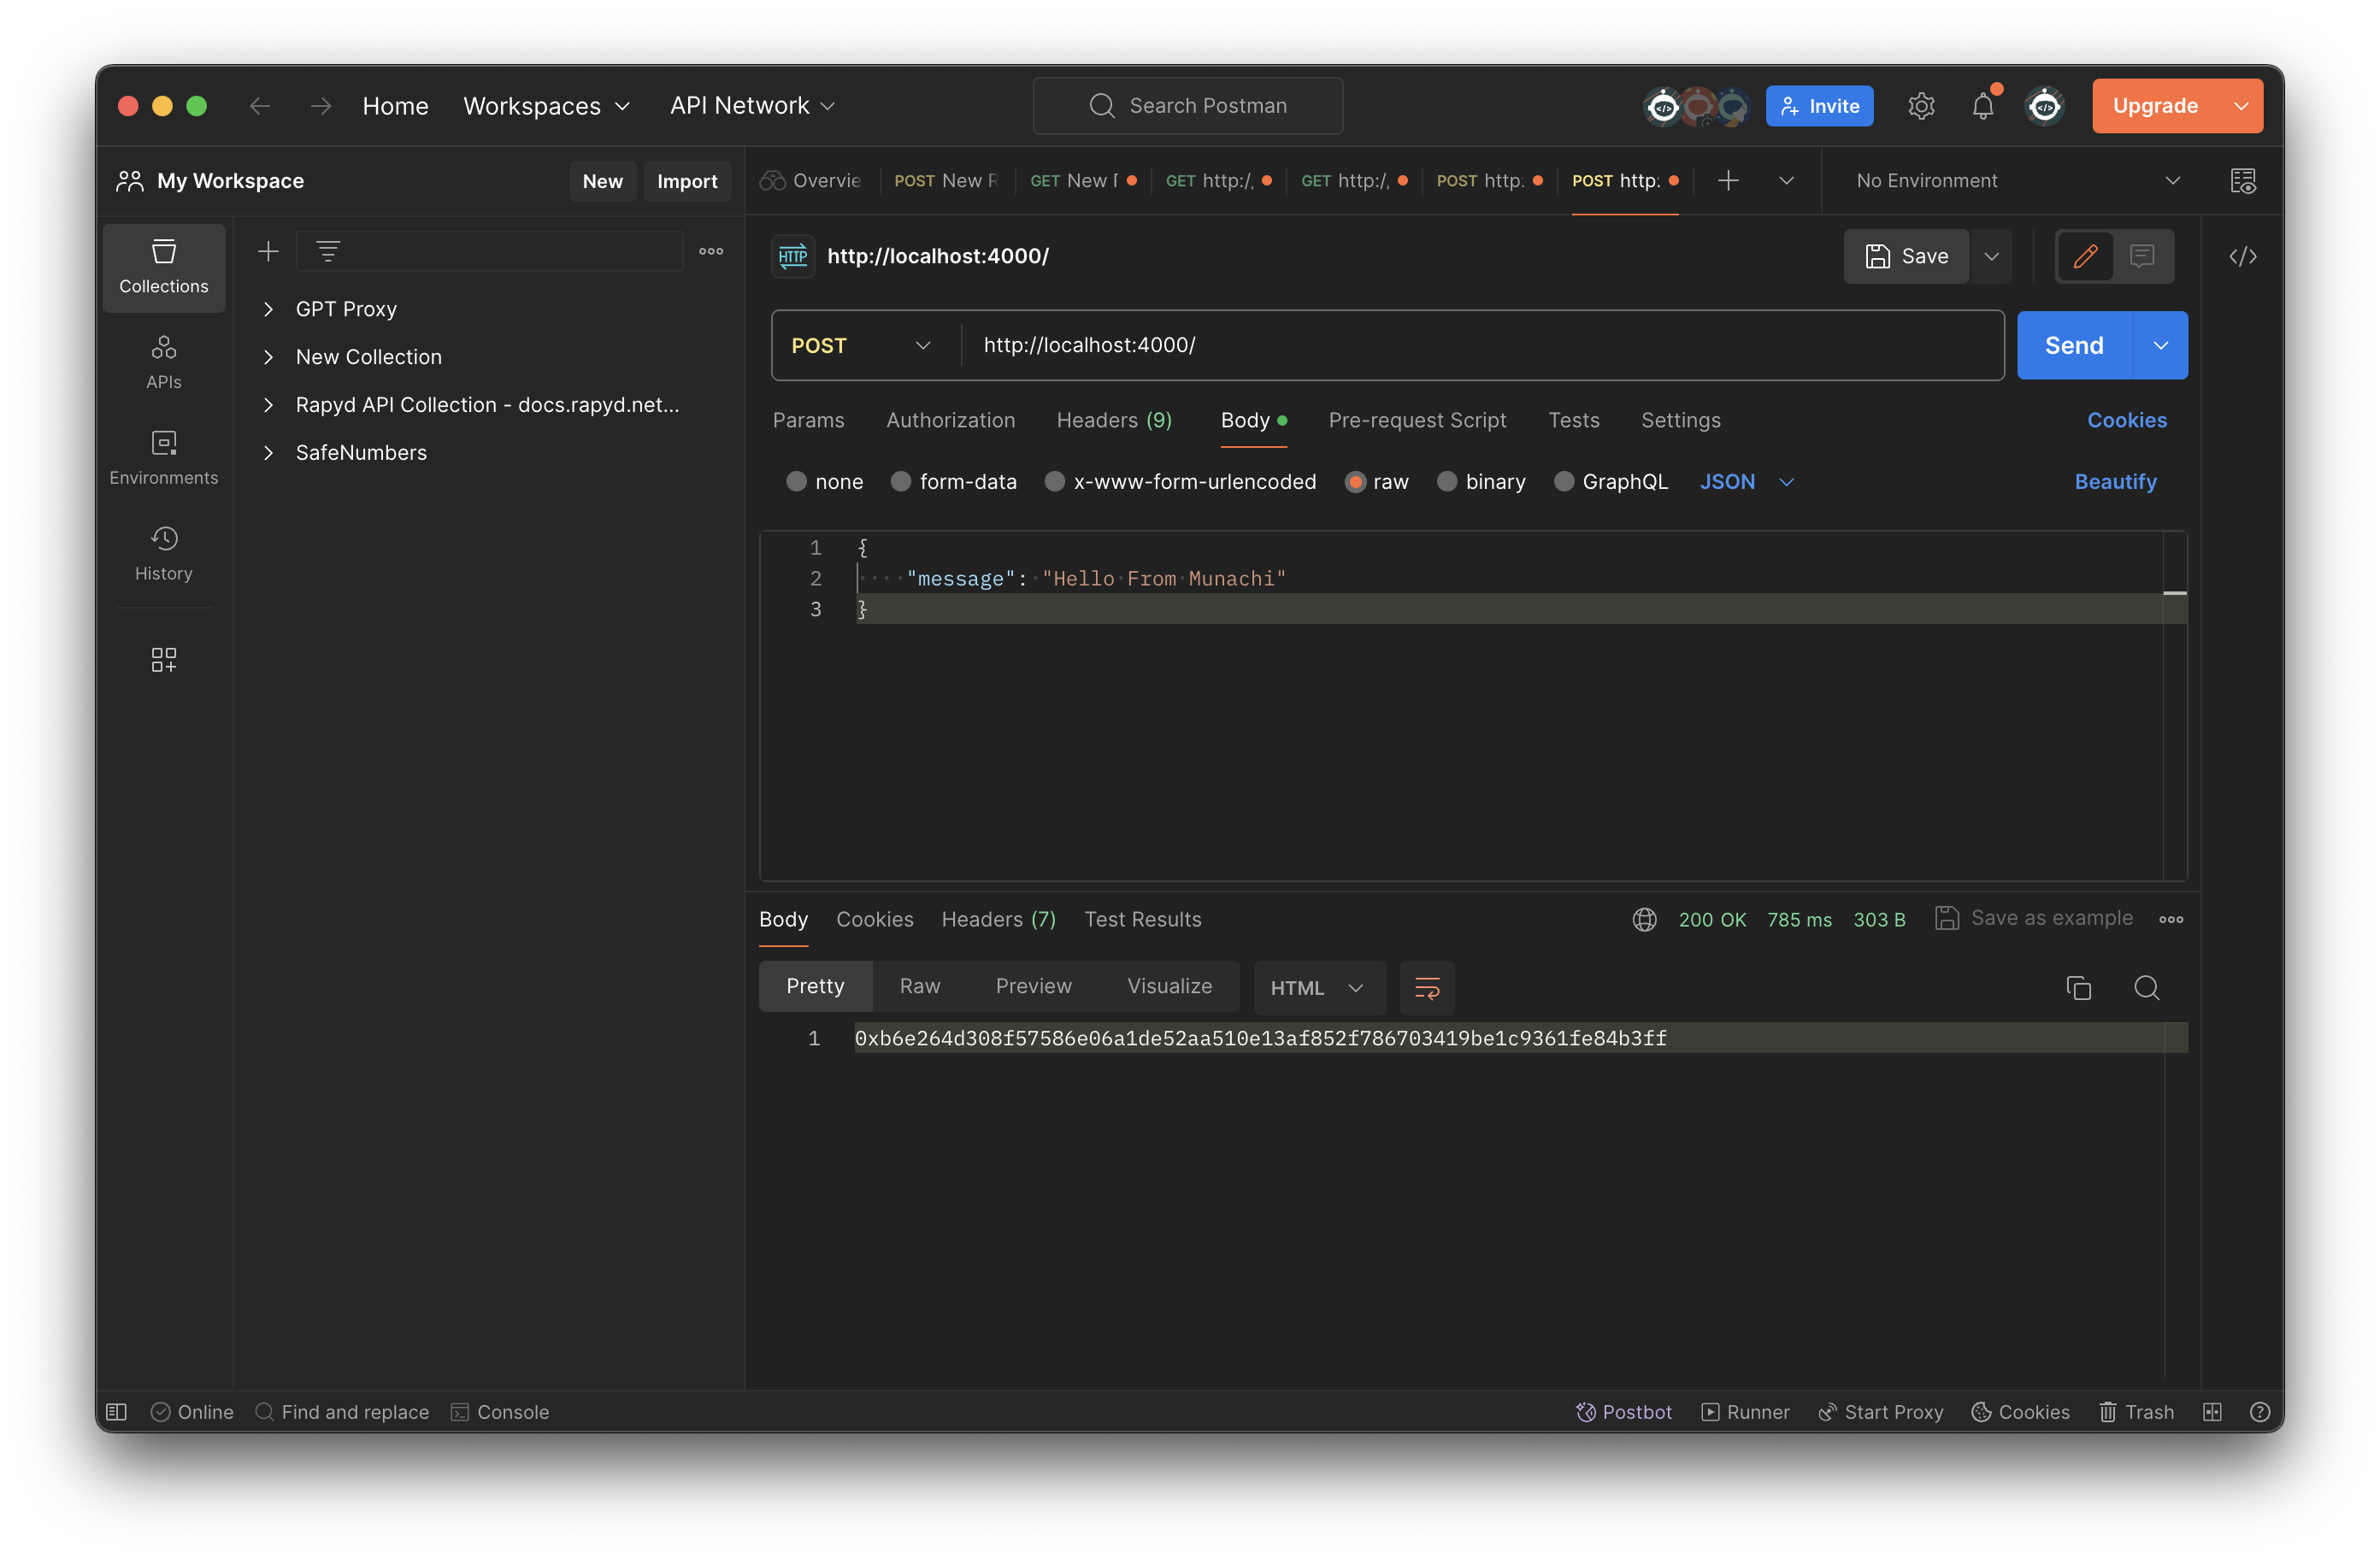 Home Workspaces API Network Search Postman Invite Upgrade
My Workspace New Import
Overvie POST New R GET New GET http:/, GET http:/, POST http: POST http: No Environment
Collections
APIs
Environments
History
GPT Proxy
New Collection
Rapyd API Collection - docs.rapyd.net...
SafeNumbers
HTTP http://localhost:4000/ Save
POST http://localhost:4000/ Send
Params Authorization Headers (9) Body Pre-request Script Tests Settings Cookies
none form-data x-www-form-urlencoded raw binary GraphQL JSON Beautify
1 {
2 "message": "Hello From Munachi"
3 }
Body Cookies Headers (7) Test Results 200 OK 785 ms 303 B Save as example
Pretty Raw Preview Visualize HTML
1 0xb6e264d308f57586e06a1de52aa510e13af852f786703419be1c9361fe84b3ff
Online Find and replace Console Postbot Runner Start Proxy Cookies Trash